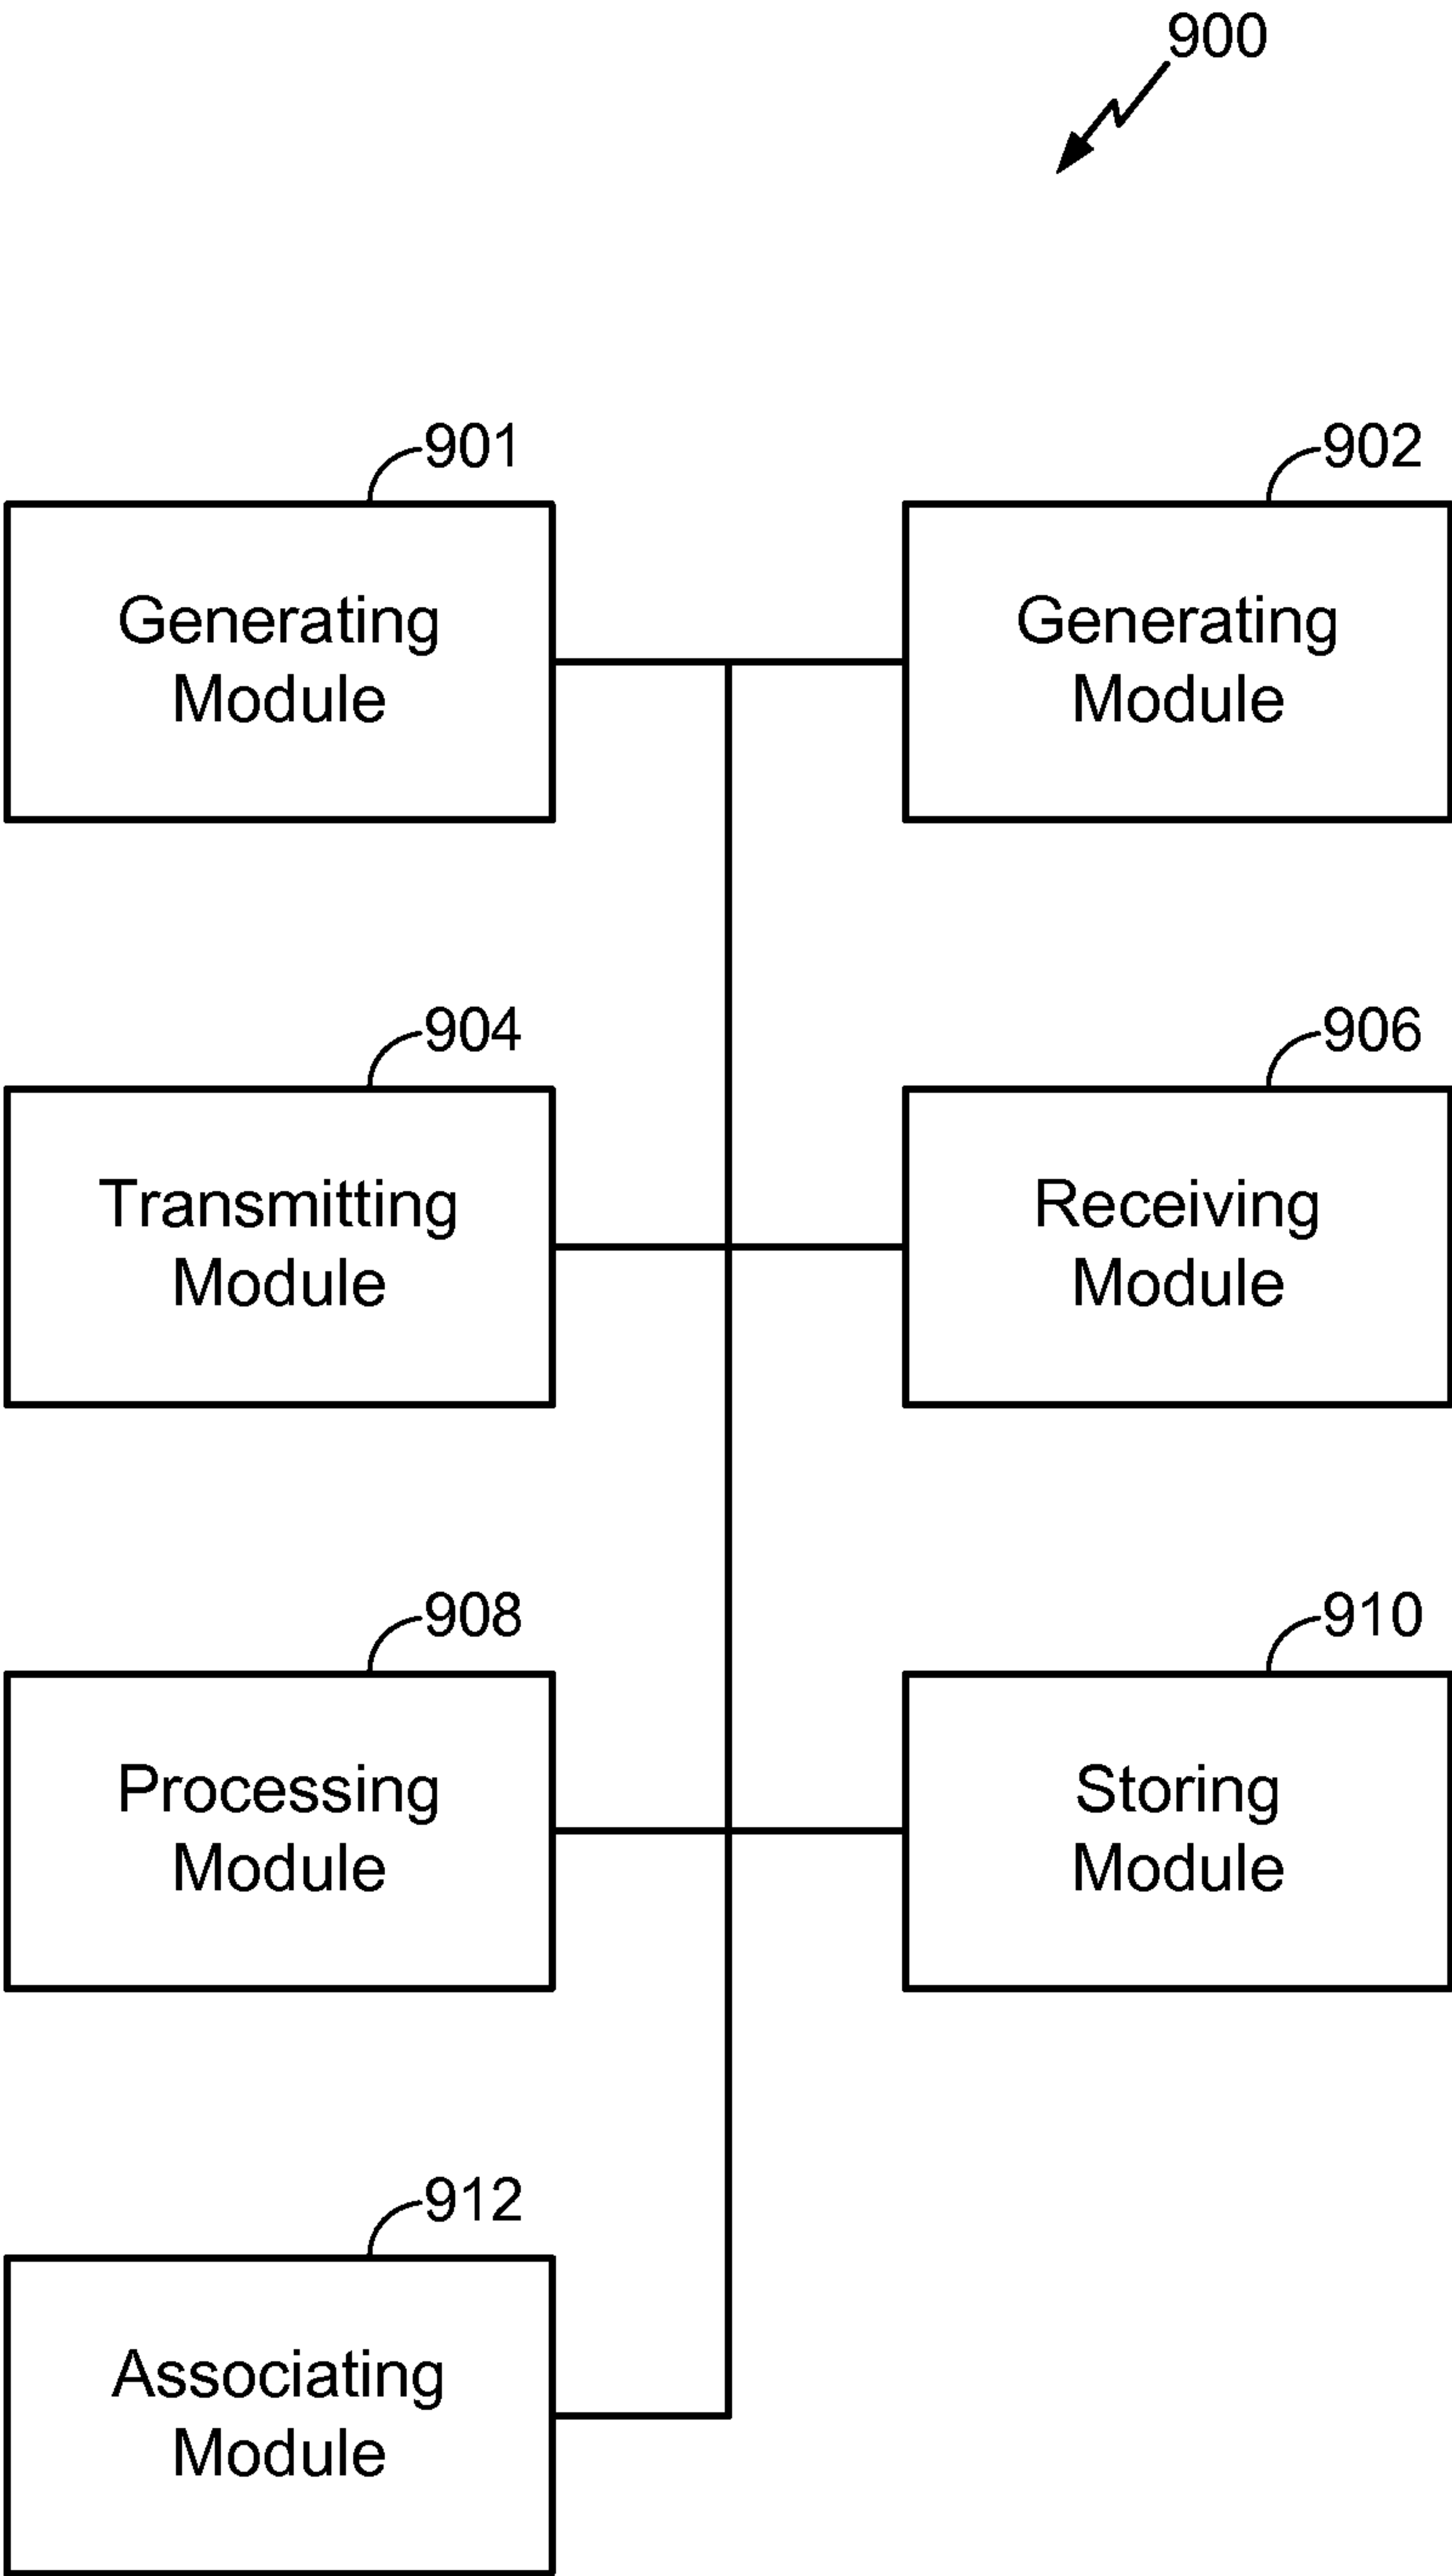 900
901
902
Generating
Module
Generating
Module
904
906
Transmitting
Module
Receiving
Module
908
910
Processing
Module
Storing
Module
912
Associating
Module